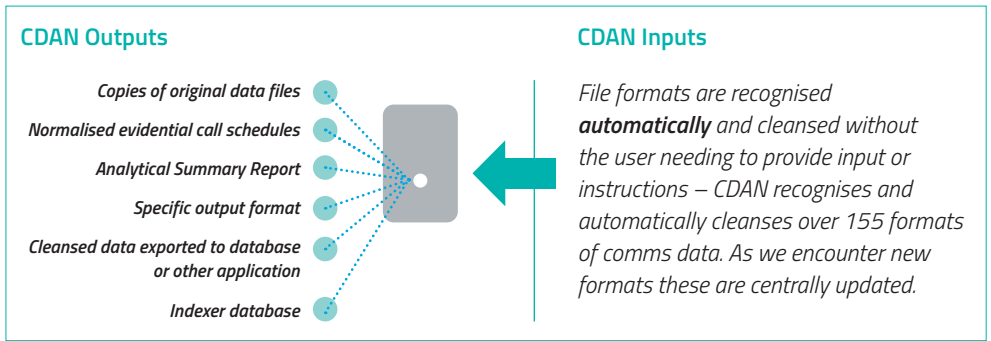 CDAN Outputs
Copies of original data files
Normalised evidential call schedules
Analytical Summary Report
Specific output format
Cleansed data exported to database
or other application
Indexer database
CDAN Inputs
File formats are recognised
automatically and cleansed without
the user needing to provide input or
instructions – CDAN recognises and
automatically cleanses over 155 formats
of comms data. As we encounter new
formats these are centrally updated.